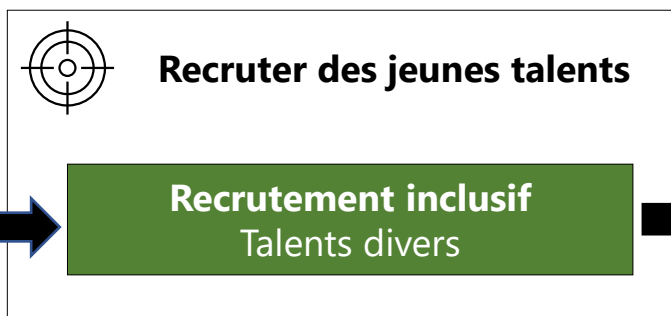 Recruter des jeunes talents
Recrutement inclusif
Talents divers